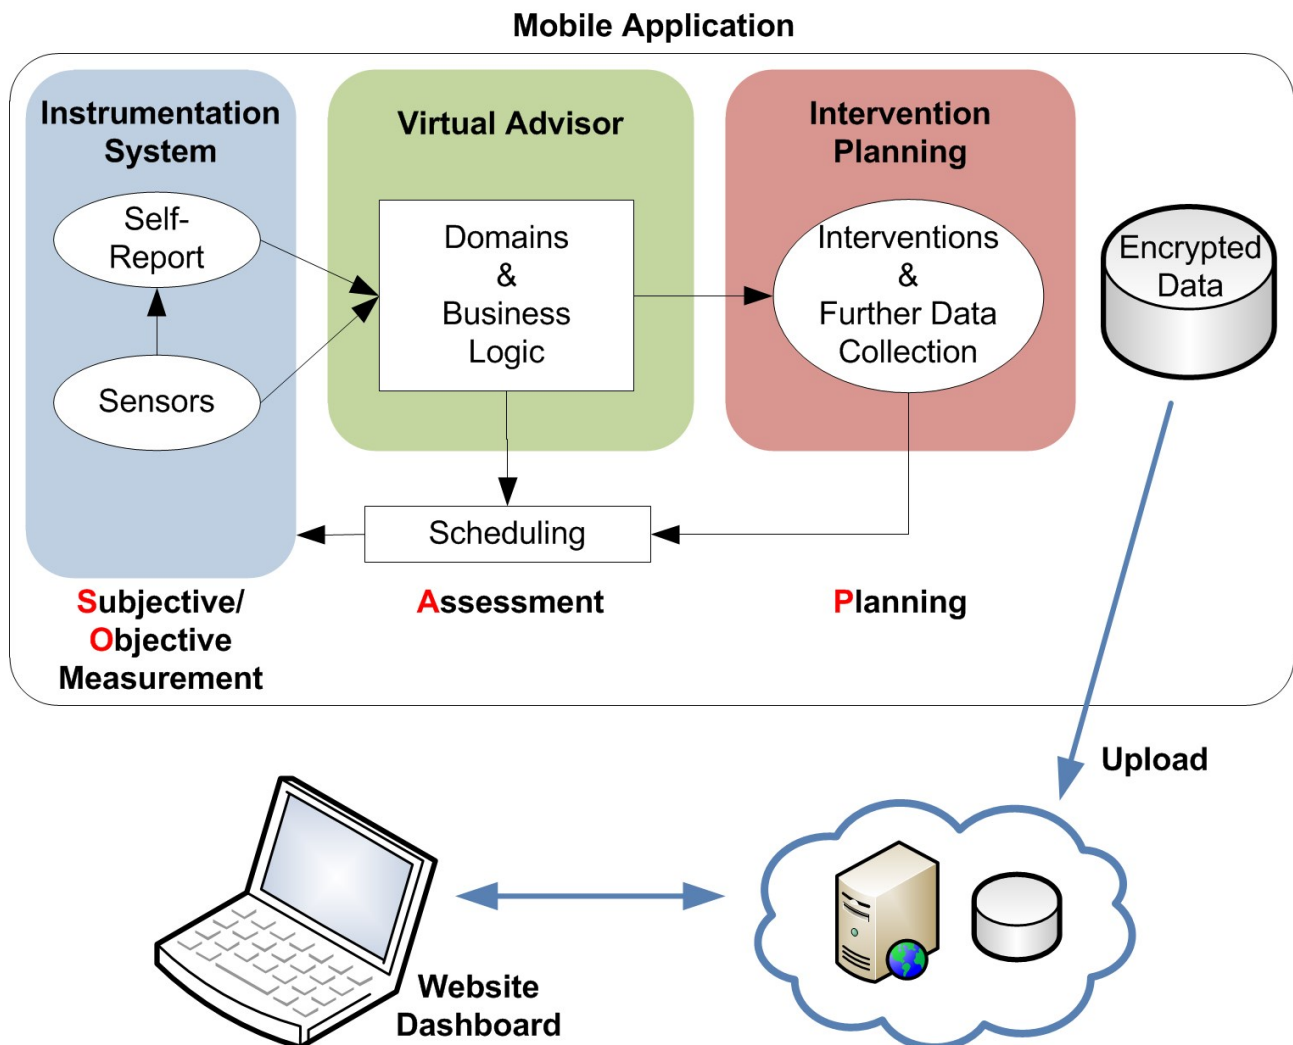 Mobile Application
Instrumentation
System
Virtual Advisor
Intervention
Planning
Self-
Report
Sensors
Domains
&
Business
Logic
Interventions
&
Further Data
Collection
Encrypted
Data
Scheduling
Subjective/
Objective
Measurement
Assessment
Planning
Upload
Website
Dashboard